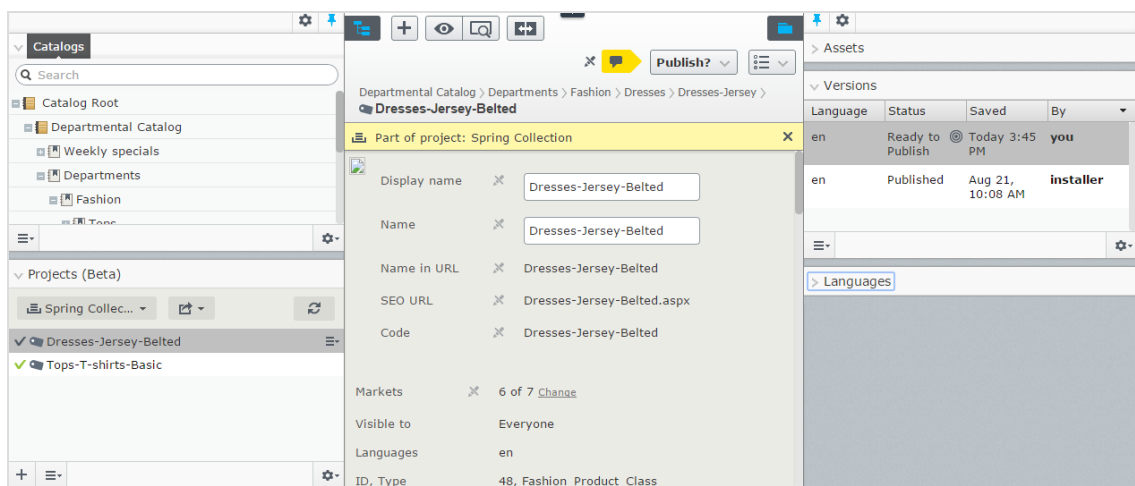 Catalogs
Search
Catalog Root
Departmental Catalog
Weekly specials
Departments
Fashion
Tops
Projects (Beta)
Spring Collec...
Dresses-Jersey-Belted
Tops-T-shirts-Basic
Publish?
Departmental Catalog > Departments > Fashion > Dresses > Dresses-Jersey >
Dresses-Jersey-Belted
Part of project: Spring Collection
Display name Dresses-Jersey-Belted
Name Dresses-Jersey-Belted
Name in URL Dresses-Jersey-Belted
SEO URL Dresses-Jersey-Belted.aspx
Code Dresses-Jersey-Belted
Markets 6 of 7 Change
Visible to Everyone
Languages en
ID, Type 48, Fashion_Product_Class
Assets
Versions
Language Status Saved By
en Ready to Today 3:45 you
Publish PM
en Published Aug 21, installer
10:08 AM
Languages